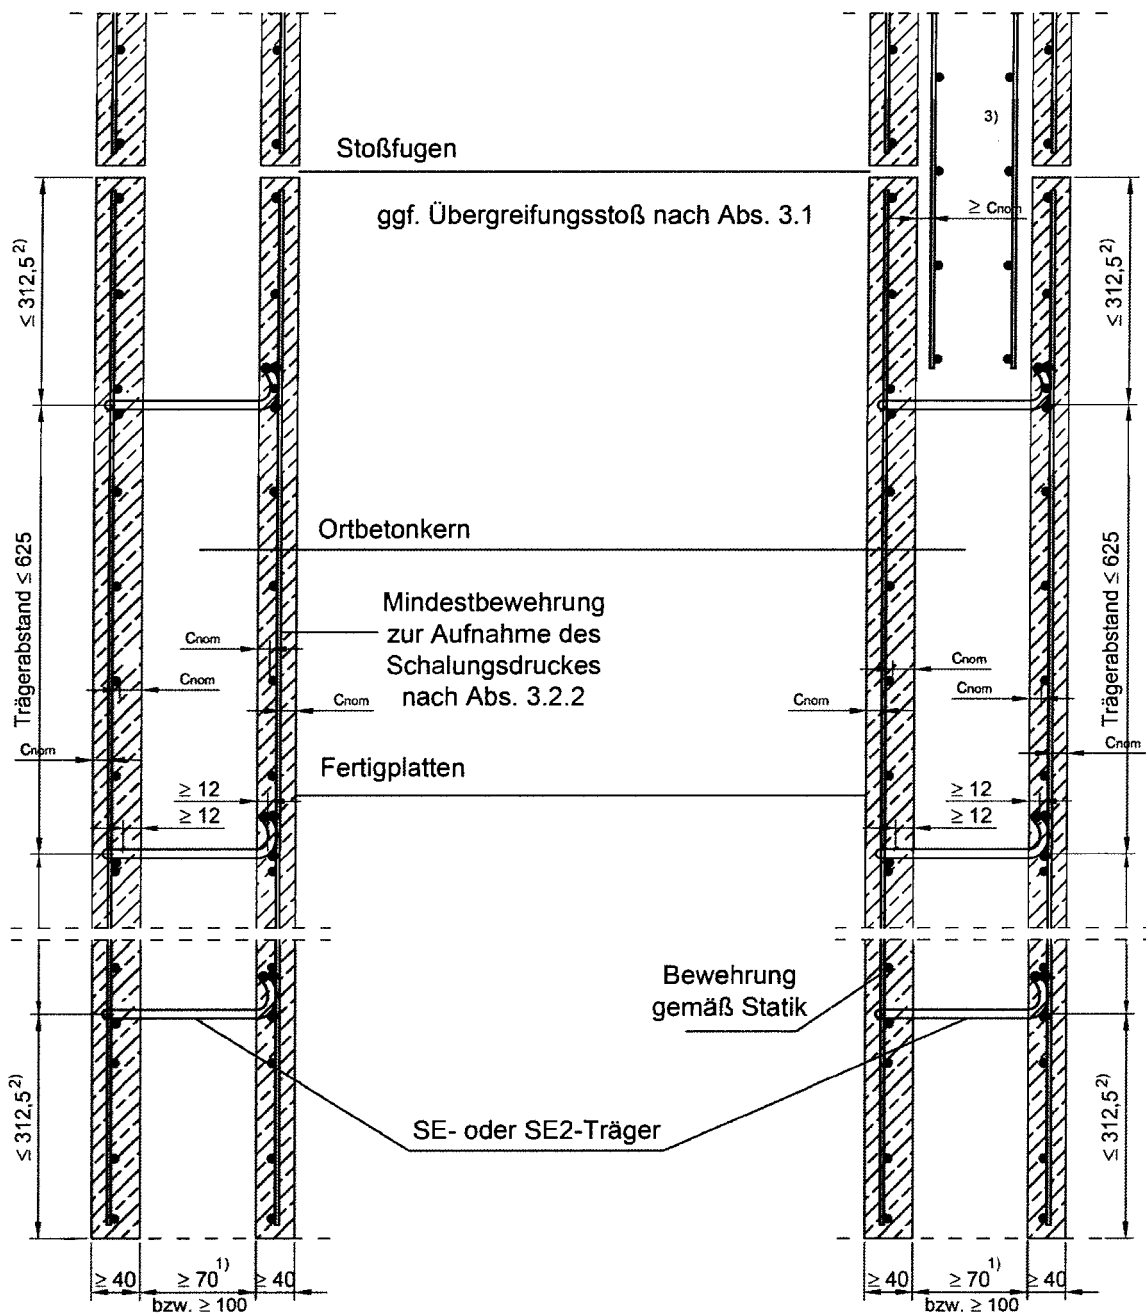 3)
Stoßfugen
ggf. Übergreifungsstoß nach Abs. 3.1
≥ Cnom
≤ 312,5²⁾
≤ 312,5²⁾
Ortbetonkern
Trägerabstand ≤ 625
Trägerabstand ≤ 625
Mindestbewehrung
zur Aufnahme des
Schalungsdruckes
nach Abs. 3.2.2
Cnom
Cnom
Cnom
Cnom
Cnom
Cnom
Cnom
Cnom
Fertigplatten
≥ 12
≥ 12
≥ 12
≥ 12
Bewehrung
gemäß Statik
≤ 312,5²⁾
≤ 312,5²⁾
SE- oder SE2-Träger
≥ 40 ≥ 70¹⁾ ≥ 40
bzw. ≥ 100
≥ 40 ≥ 70¹⁾ ≥ 40
bzw. ≥ 100